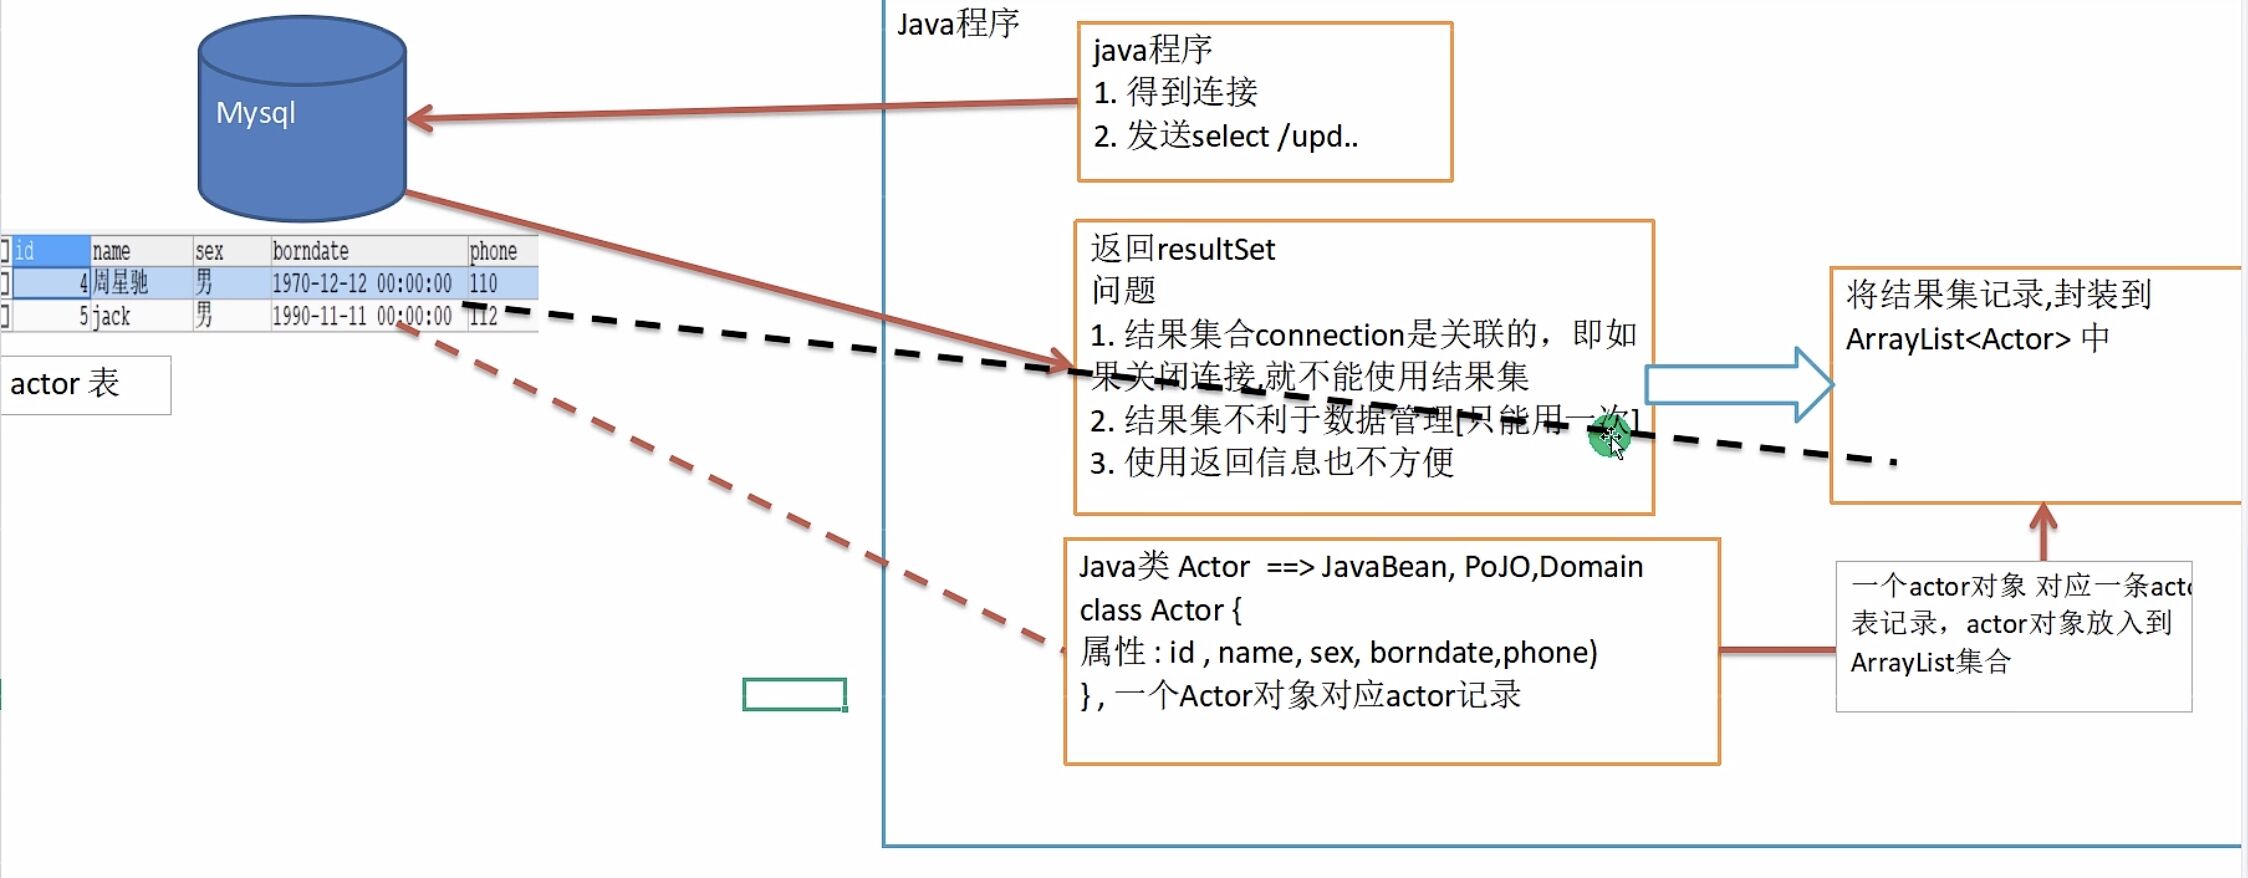 Java程序
java程序
1. 得到连接
2. 发送select /upd..
Mysql
id name sex borndate phone
4 周星驰 男 1970-12-12 00:00:00 110
5 jack 男 1990-11-11 00:00:00 112
actor 表
返回resultSet
问题
1. 结果集合connection是关联的，即如
果关闭连接,就不能使用结果集
2. 结果集不利于数据管理[只能用一次]
3. 使用返回信息也不方便
将结果集记录,封装到
ArrayList<Actor> 中
Java类 Actor ==> JavaBean, PoJO,Domain
class Actor {
属性 : id , name, sex, borndate,phone)
} , 一个Actor对象对应actor记录
一个actor对象 对应一条acto
表记录，actor对象放入到
ArrayList集合